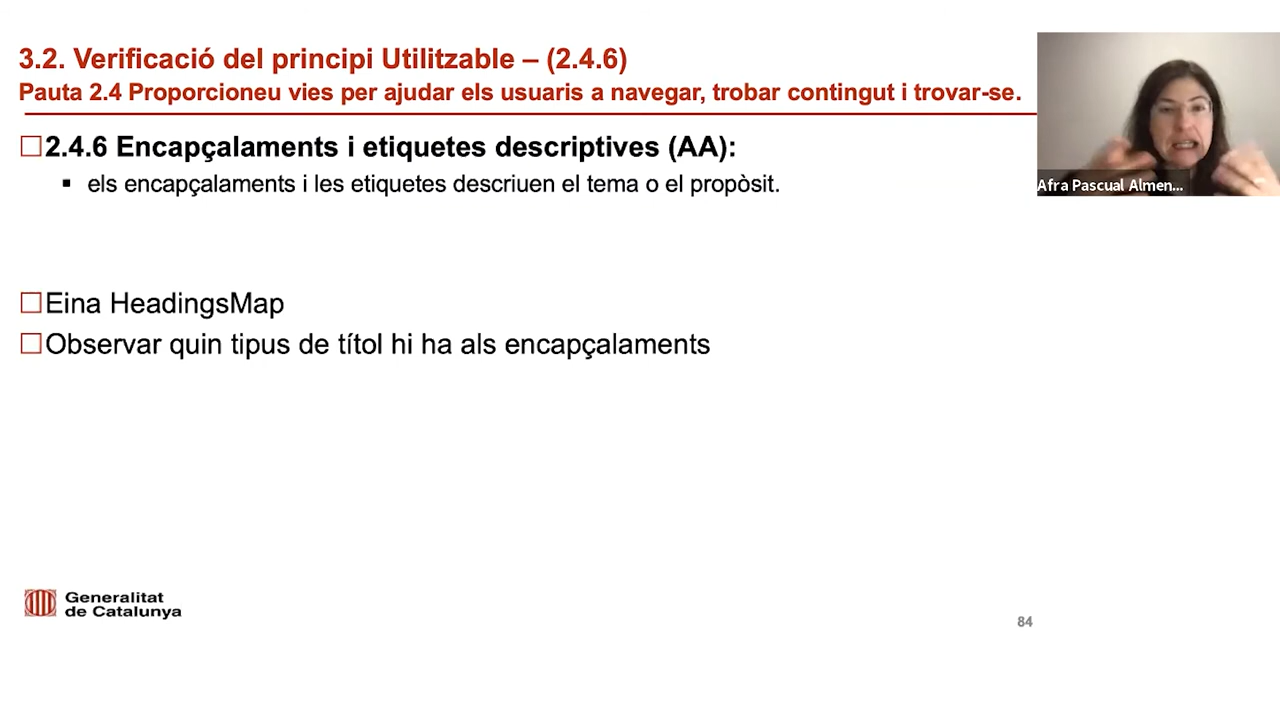 3.2. Verificació del principi Utilitzable – (2.4.6)
Pauta 2.4 Proporcioneu vies per ajudar els usuaris a navegar, trobar contingut i trovar-se.
2.4.6 Encapçalaments i etiquetes descriptives (AA):
els encapçalaments i les etiquetes descriuen el tema o el propòsit.
Afra Pascual Almen...
Eina HeadingsMap
Observar quin tipus de títol hi ha als encapçalaments
Generalitat
de Catalunya
84